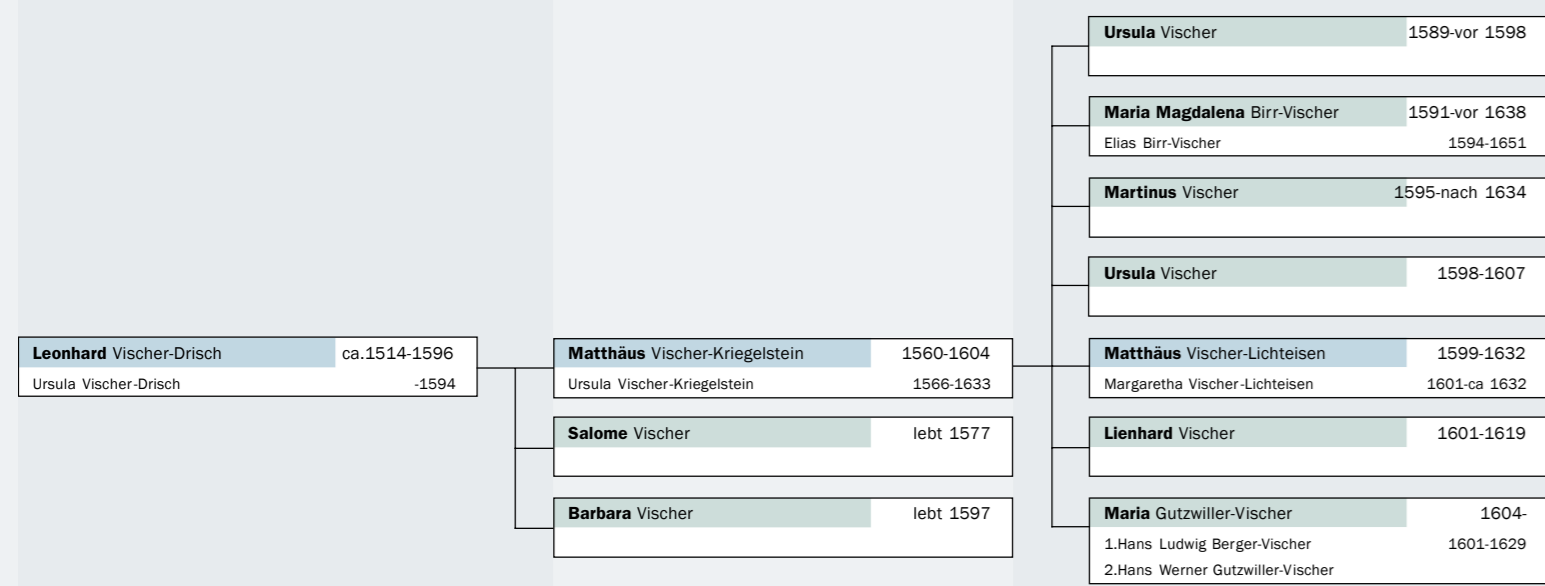 Leonhard Vischer-Drisch ca.1514-1596
Ursula Vischer-Drisch -1594
Matthäus Vischer-Kriegelstein 1560-1604
Ursula Vischer-Kriegelstein 1566-1633
Salome Vischer lebt 1577
Barbara Vischer lebt 1597
Ursula Vischer 1589-vor 1598
Maria Magdalena Birr-Vischer 1591-vor 1638
Elias Birr-Vischer 1594-1651
Martinus Vischer 1595-nach 1634
Ursula Vischer 1598-1607
Matthäus Vischer-Lichteisen 1599-1632
Margaretha Vischer-Lichteisen 1601-ca 1632
Lienhard Vischer 1601-1619
Maria Gutzwiller-Vischer 1604-
1.Hans Ludwig Berger-Vischer 1601-1629
2.Hans Werner Gutzwiller-Vischer